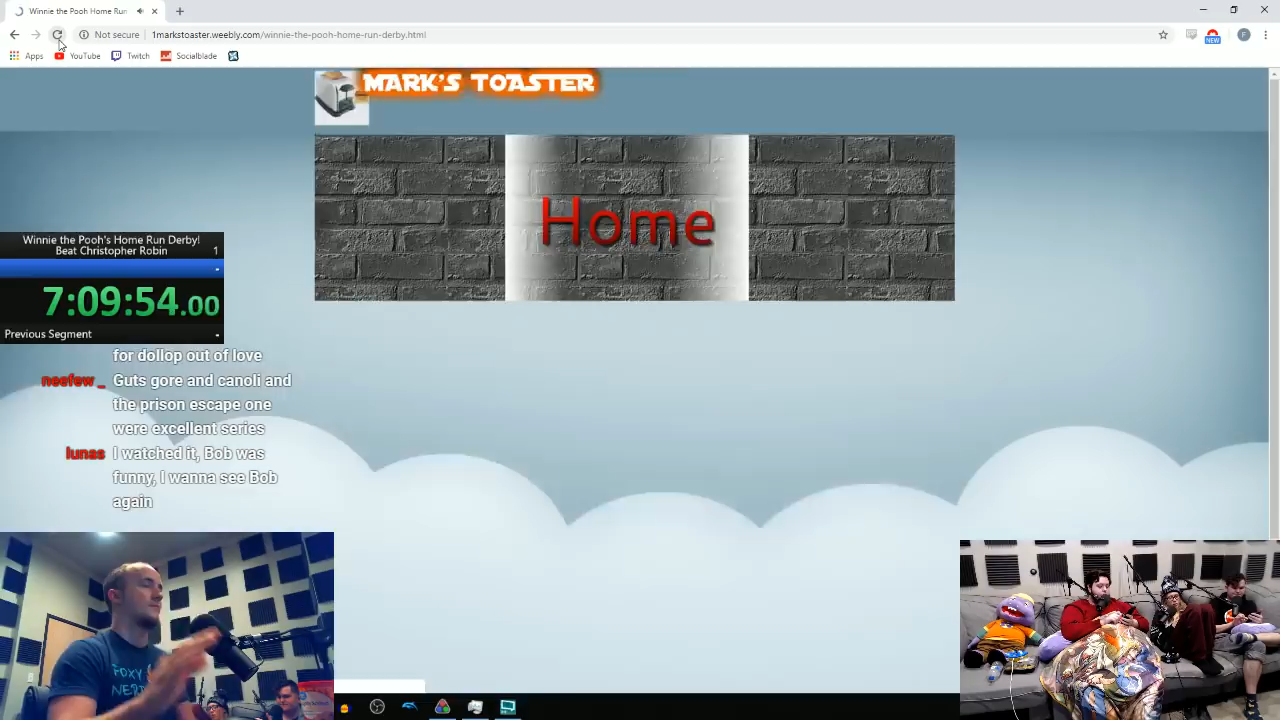 Winnie the Pooh Home Run
Not secure
1markstoaster.weebly.com/winnie-the-pooh-home-run-derby.html
NEW
F
Apps
YouTube
Twitch
Socialblade
MARK'S TOASTER
Home
Winnie the Pooh's Home Run Derby!
Beat Christopher Robin 1
-
7:09:54.00
Previous Segment -
for dollop out of love
neefew_ Guts gore and canoli and
the prison escape one
were excellent series
lunas I watched it, Bob was
funny, I wanna see Bob
again
FOXY